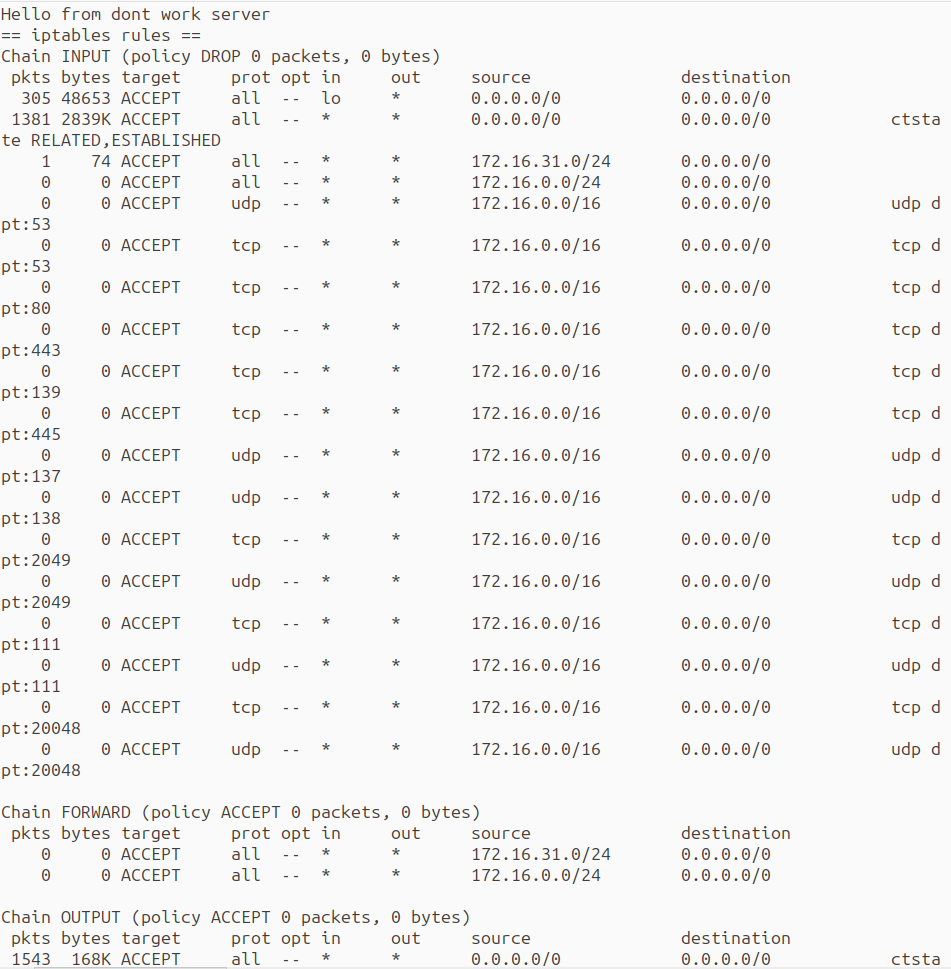 Hello from dont work server
== iptables rules ==
Chain INPUT (policy DROP 0 packets, 0 bytes)
 pkts bytes target     prot opt in     out     source               destination
  305 48653 ACCEPT     all  --  lo     *       0.0.0.0/0            0.0.0.0/0
 1381 2839K ACCEPT     all  --  *      *       0.0.0.0/0            0.0.0.0/0            ctsta
te RELATED,ESTABLISHED
    1    74 ACCEPT     all  --  *      *       172.16.31.0/24       0.0.0.0/0
    0     0 ACCEPT     all  --  *      *       172.16.0.0/24        0.0.0.0/0
    0     0 ACCEPT     udp  --  *      *       172.16.0.0/16        0.0.0.0/0            udp d
pt:53
    0     0 ACCEPT     tcp  --  *      *       172.16.0.0/16        0.0.0.0/0            tcp d
pt:53
    0     0 ACCEPT     tcp  --  *      *       172.16.0.0/16        0.0.0.0/0            tcp d
pt:80
    0     0 ACCEPT     tcp  --  *      *       172.16.0.0/16        0.0.0.0/0            tcp d
pt:443
    0     0 ACCEPT     tcp  --  *      *       172.16.0.0/16        0.0.0.0/0            tcp d
pt:139
    0     0 ACCEPT     tcp  --  *      *       172.16.0.0/16        0.0.0.0/0            tcp d
pt:445
    0     0 ACCEPT     udp  --  *      *       172.16.0.0/16        0.0.0.0/0            udp d
pt:137
    0     0 ACCEPT     udp  --  *      *       172.16.0.0/16        0.0.0.0/0            udp d
pt:138
    0     0 ACCEPT     tcp  --  *      *       172.16.0.0/16        0.0.0.0/0            tcp d
pt:2049
    0     0 ACCEPT     udp  --  *      *       172.16.0.0/16        0.0.0.0/0            udp d
pt:2049
    0     0 ACCEPT     tcp  --  *      *       172.16.0.0/16        0.0.0.0/0            tcp d
pt:111
    0     0 ACCEPT     udp  --  *      *       172.16.0.0/16        0.0.0.0/0            udp d
pt:111
    0     0 ACCEPT     tcp  --  *      *       172.16.0.0/16        0.0.0.0/0            tcp d
pt:20048
    0     0 ACCEPT     udp  --  *      *       172.16.0.0/16        0.0.0.0/0            udp d
pt:20048

Chain FORWARD (policy ACCEPT 0 packets, 0 bytes)
 pkts bytes target     prot opt in     out     source               destination
    0     0 ACCEPT     all  --  *      *       172.16.31.0/24       0.0.0.0/0
    0     0 ACCEPT     all  --  *      *       172.16.0.0/24        0.0.0.0/0

Chain OUTPUT (policy ACCEPT 0 packets, 0 bytes)
 pkts bytes target     prot opt in     out     source               destination
 1543  168K ACCEPT     all  --  *      *       0.0.0.0/0            0.0.0.0/0            ctsta